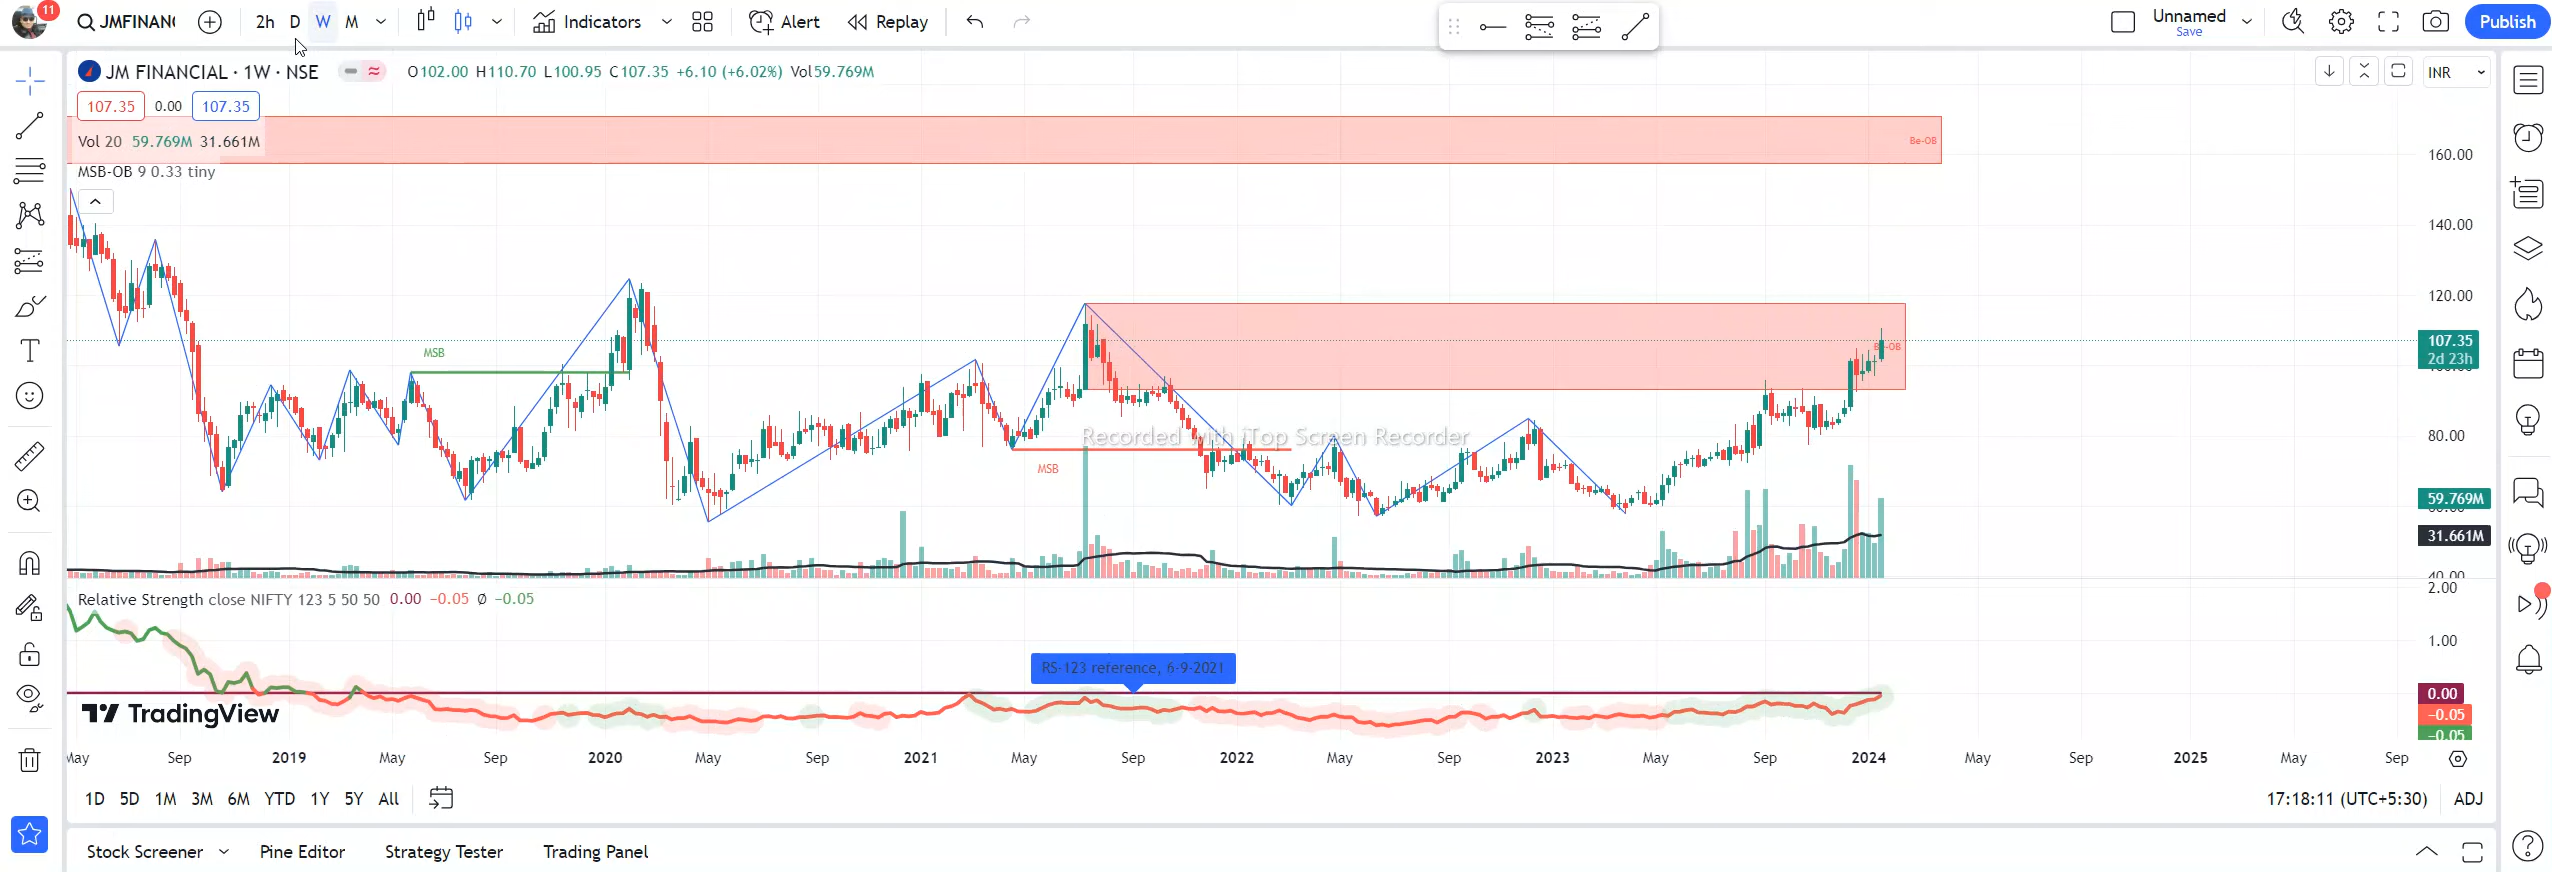 11
JMFINAN
2h D W M
Indicators
Alert
Replay
Unnamed
Save
Publish
JM FINANCIAL · 1W · NSE
O102.00 H110.70 L100.95 C107.35 +6.10 (+6.02%) Vol59.769M
INR
107.35 0.00 107.35
Vol 20 59.769M 31.661M
Be-OB
MSB-OB 9 0.33 tiny
160.00
140.00
120.00
107.35
2d 23h
80.00
59.769M
31.661M
40.00
MSB
MSB
Recorded with iTop Screen Recorder
Relative Strength close NIFTY 123 5 50 50 0.00 −0.05 Ø −0.05
2.00
1.00
0.00
−0.05
−0.05
RS-123 reference, 6-9-2021
TradingView
May Sep 2019 May Sep 2020 May Sep 2021 May Sep 2022 May Sep 2023 May Sep 2024 May Sep 2025 May Sep
1D 5D 1M 3M 6M YTD 1Y 5Y All
17:18:11 (UTC+5:30) ADJ
Stock Screener Pine Editor Strategy Tester Trading Panel